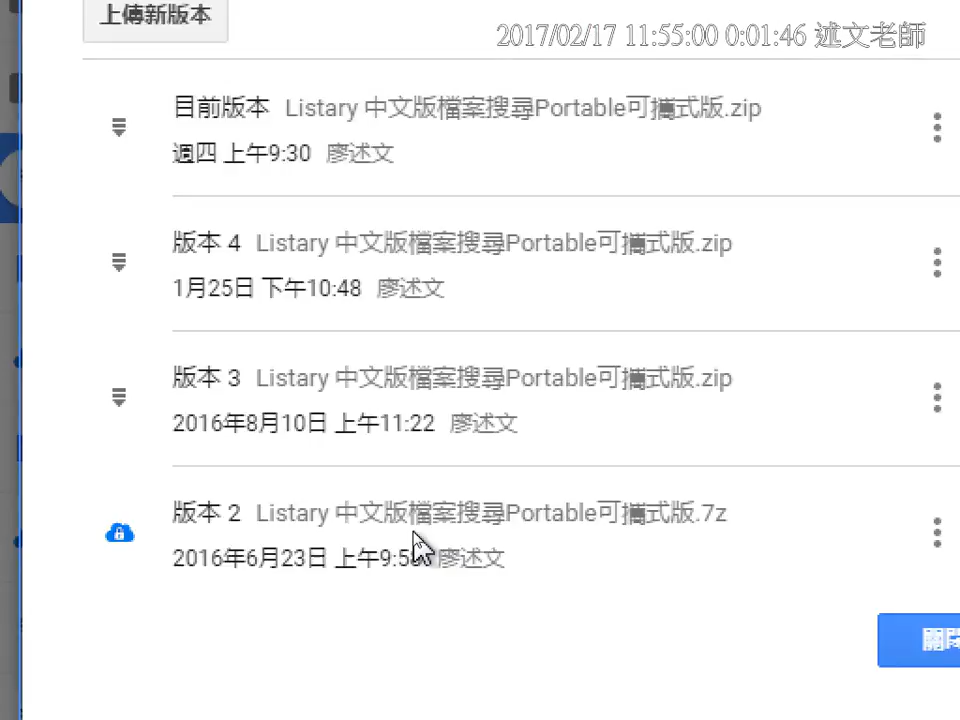 上傳新版本
2017/02/17 11:55:00 0:01:46 述文老師
目前版本 Listary 中文版檔案搜尋Portable可攜式版.zip
週四 上午9:30 廖述文
版本 4 Listary 中文版檔案搜尋Portable可攜式版.zip
1月25日 下午10:48 廖述文
版本 3 Listary 中文版檔案搜尋Portable可攜式版.zip
2016年8月10日 上午11:22 廖述文
版本 2 Listary 中文版檔案搜尋Portable可攜式版.7z
2016年6月23日 廖述文